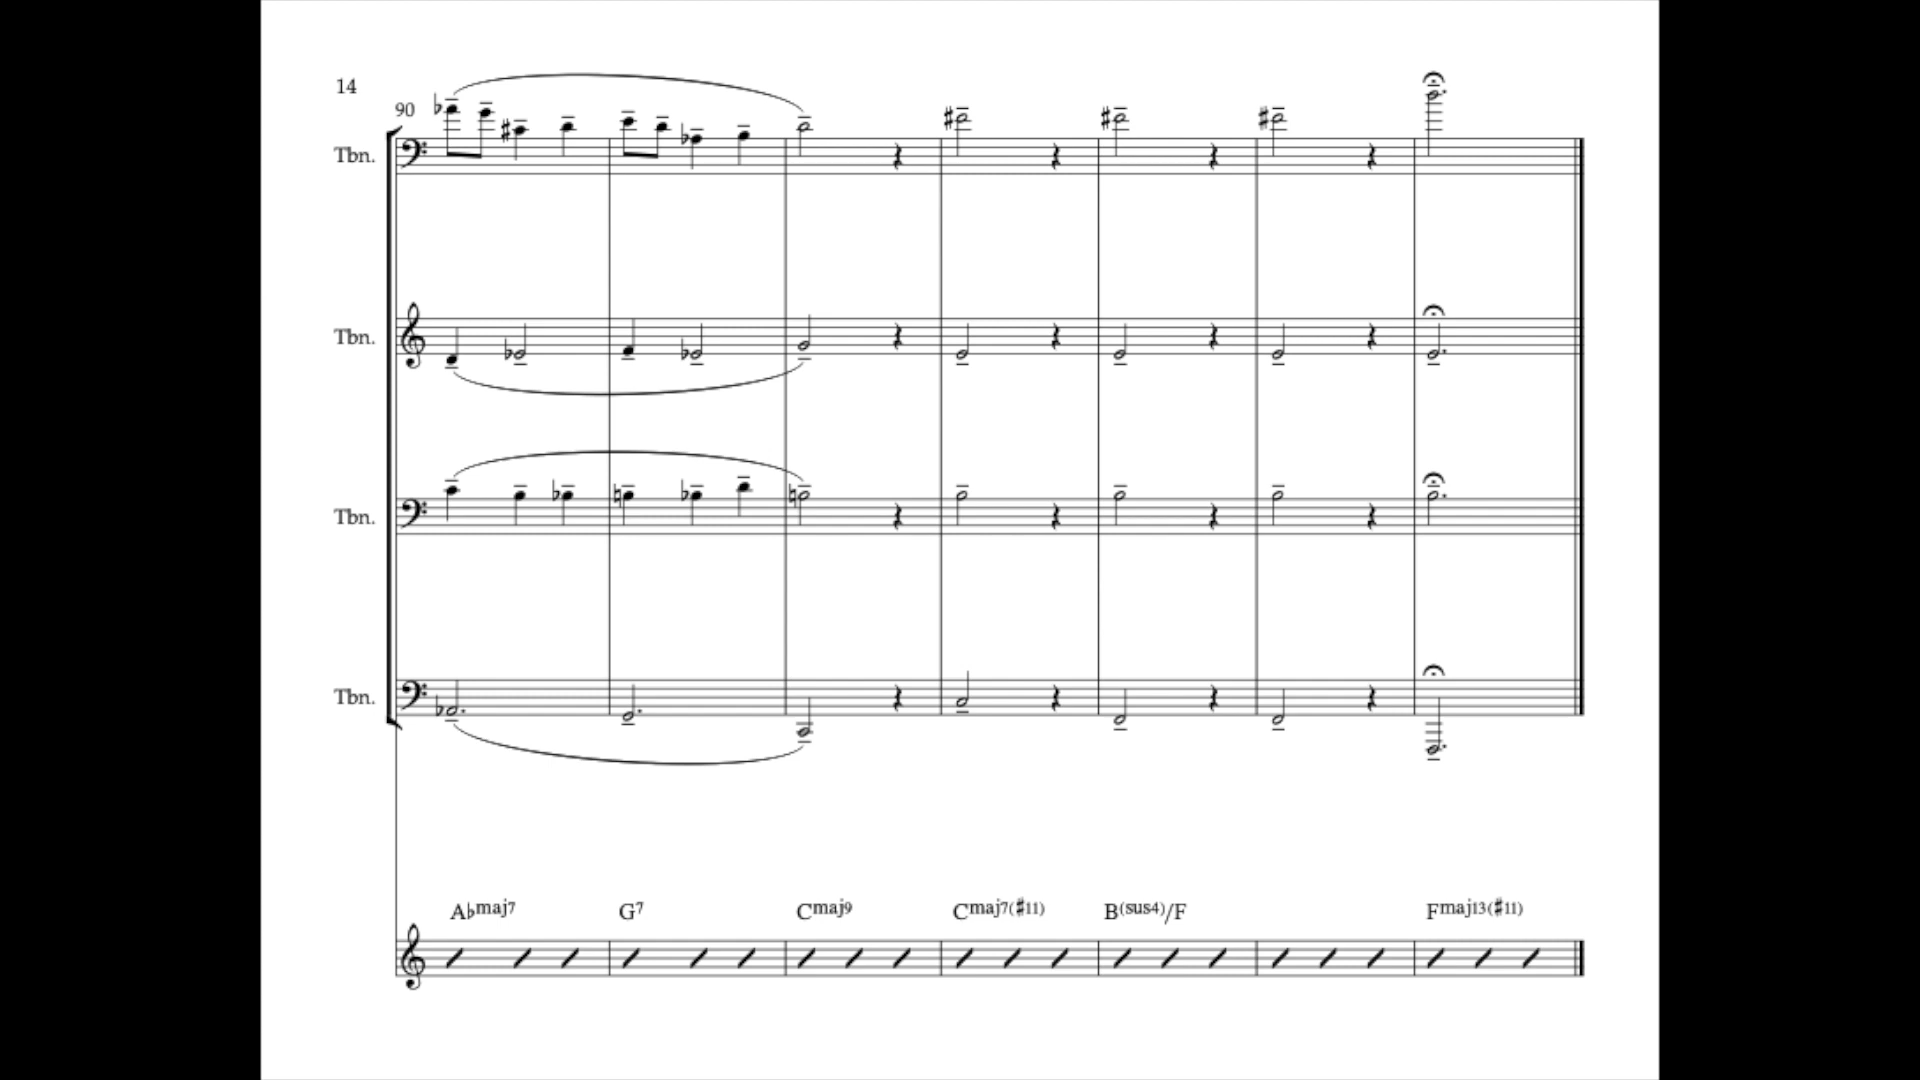 14
90
Tbn.
Tbn.
Tbn.
Tbn.
A♭maj7 G7 Cmaj9 Cmaj7(♯11) B(sus4)/F Fmaj13(♯11)